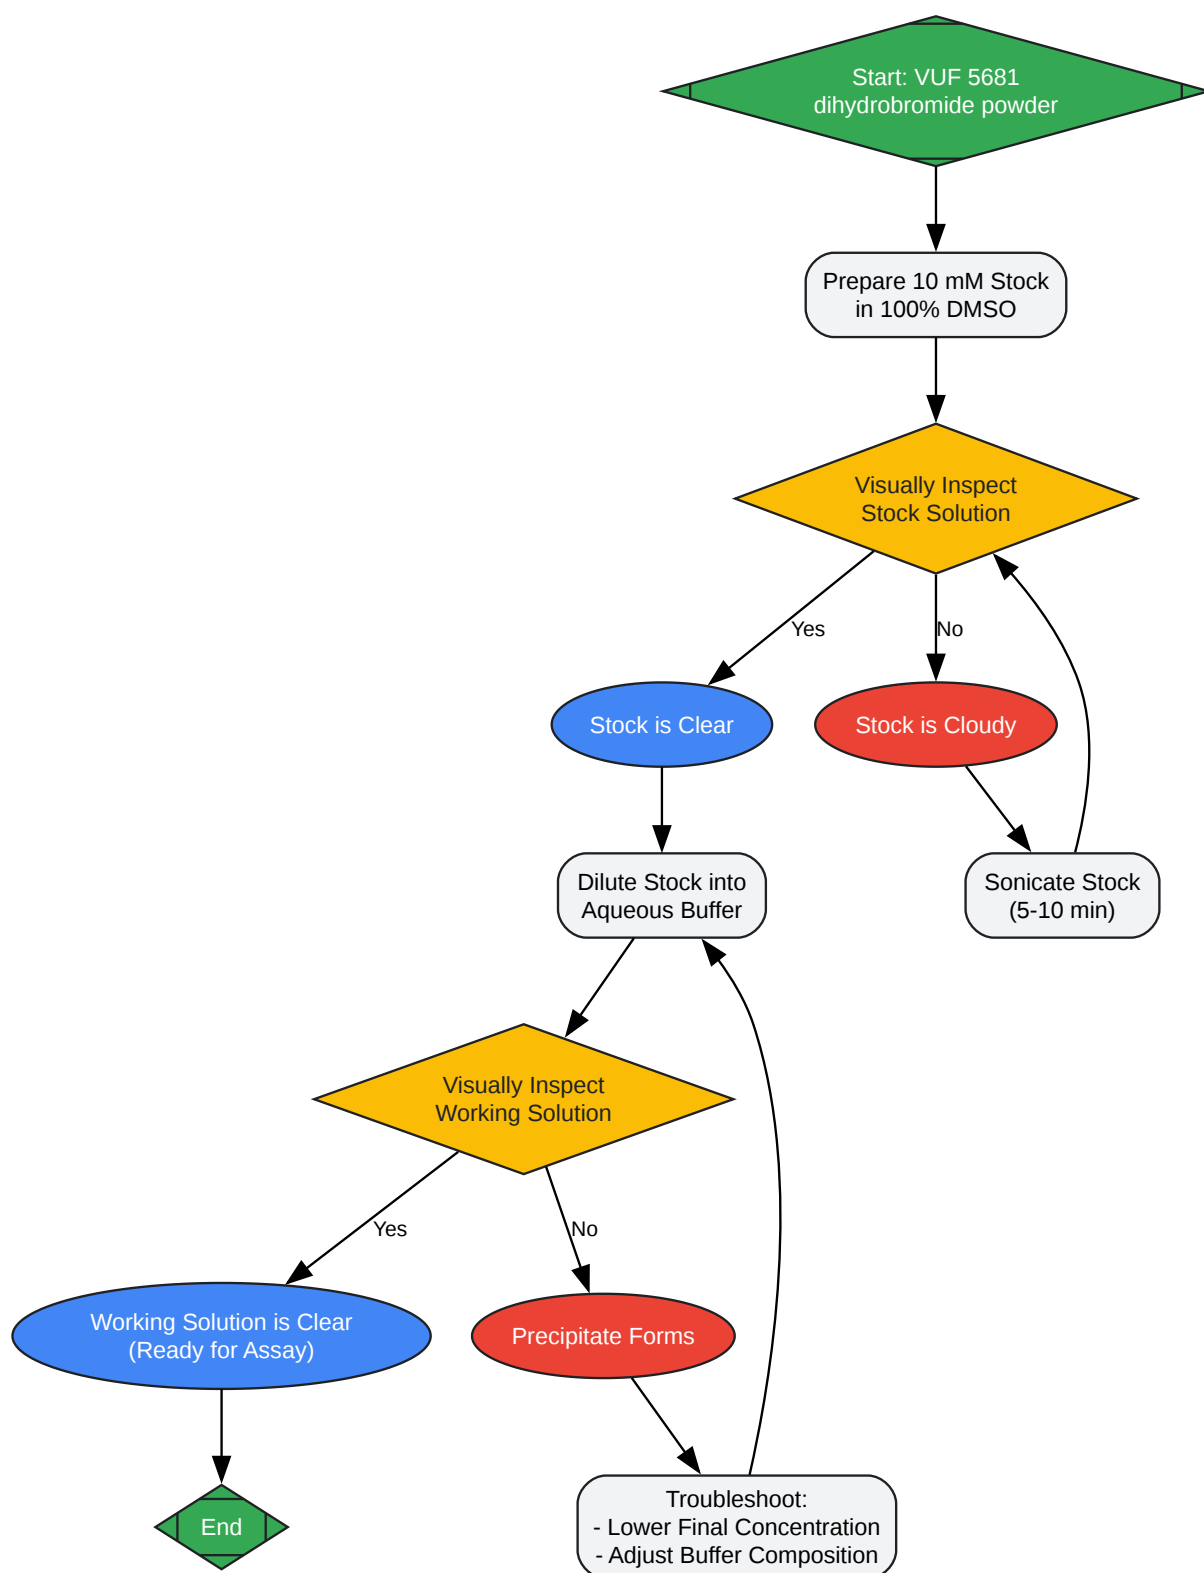 Start: VUF 5681
dihydrobromide powder
Prepare 10 mM Stock
in 100% DMSO
Visually Inspect
Stock Solution
Yes
No
Stock is Clear
Stock is Cloudy
Dilute Stock into
Aqueous Buffer
Sonicate Stock
(5-10 min)
Visually Inspect
Working Solution
Yes
No
Working Solution is Clear
(Ready for Assay)
Precipitate Forms
End
Troubleshoot:
- Lower Final Concentration
- Adjust Buffer Composition